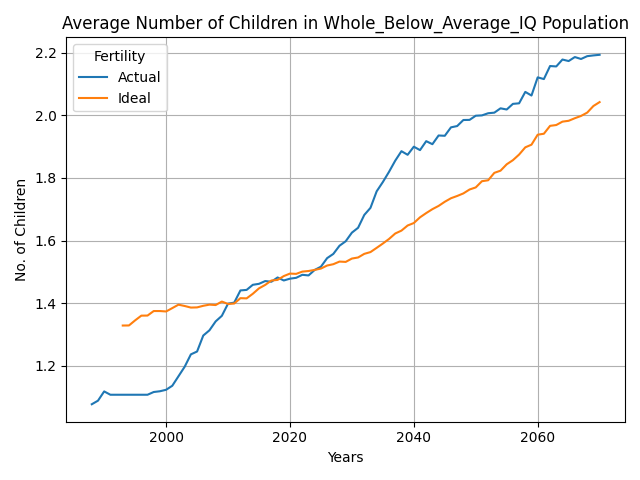 Average Number of Children in Whole_Below_Average_IQ Population
Fertility
Actual
Ideal
No. of Children
2.2
2.0
1.8
1.6
1.4
1.2
2000 2020 2040 2060
Years